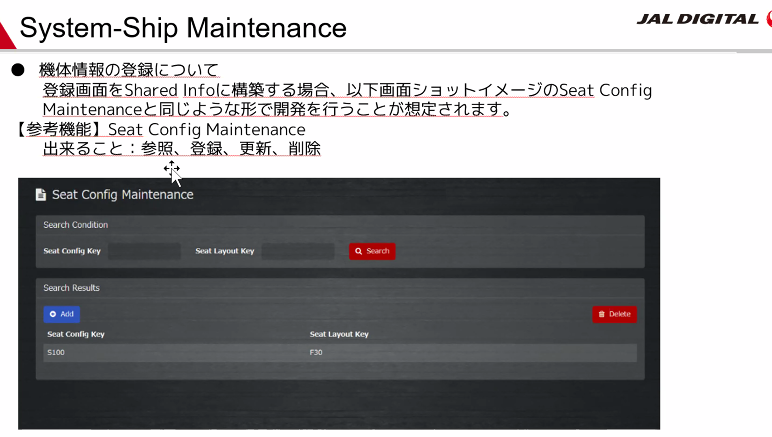 System-Ship Maintenance
JAL DIGITAL
● 機体情報の登録について
登録画面をShared Infoに構築する場合、以下画面ショットイメージのSeat Config
Maintenanceと同じような形で開発を行うことが想定されます。
【参考機能】Seat Config Maintenance
出来ること：参照、登録、更新、削除
Seat Config Maintenance
Search Condition
Seat Config Key Seat Layout Key Search
Search Results
Add Delete
Seat Config Key Seat Layout Key
S100 F30